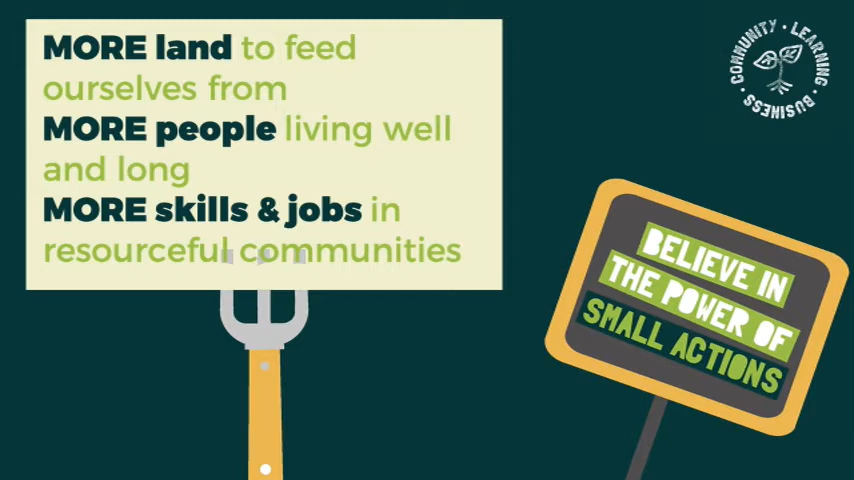 MORE land to feed
ourselves from
MORE people living well
and long
MORE skills & jobs in
resourceful communities
COMMUNITY · LEARNING · BUSINESS ·
BELIEVE IN
THE POWER OF
SMALL ACTIONS